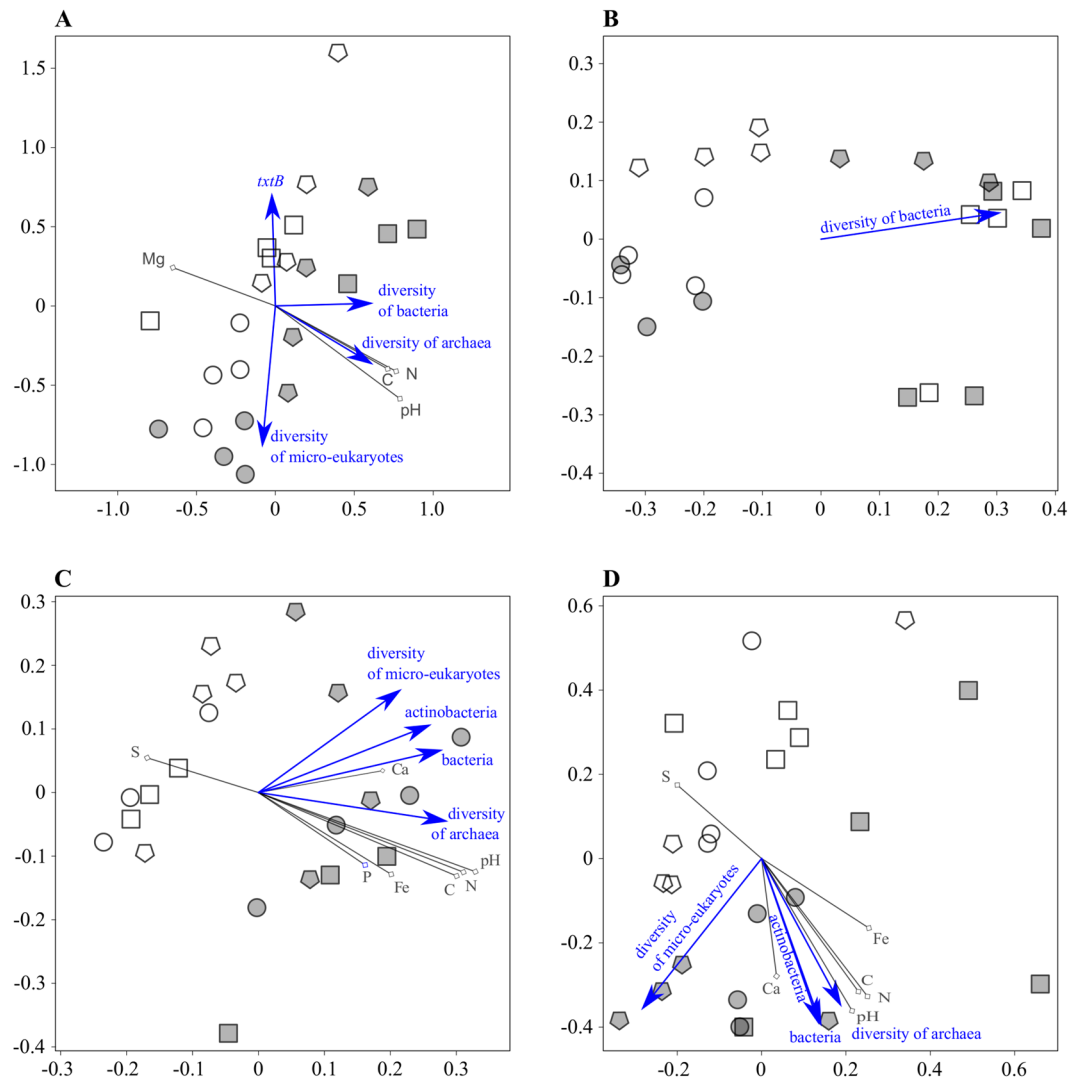 A
1.5
1.0
0.5
0
-0.5
-1.0
-1.0
-0.5
0
0.5
1.0
txtB
Mg
diversity
of bacteria
diversity of archaea
C
N
pH
diversity
of micro-eukaryotes
B
0.3
0.2
0.1
0
-0.1
-0.2
-0.3
-0.4
-0.3
-0.2
-0.1
0
0.1
0.2
0.3
0.4
diversity of bacteria
C
0.3
0.2
0.1
0
-0.1
-0.2
-0.3
-0.4
-0.3
-0.2
-0.1
0
0.1
0.2
0.3
diversity
of micro-eukaryotes
actinobacteria
bacteria
S
Ca
diversity
of archaea
pH
P
Fe
C
N
D
0.6
0.4
0.2
0
-0.2
-0.4
-0.2
0
0.2
0.4
0.6
S
diversity
of micro-eukaryotes
actinobacteria
Fe
Ca
C
N
pH
bacteria
diversity of archaea